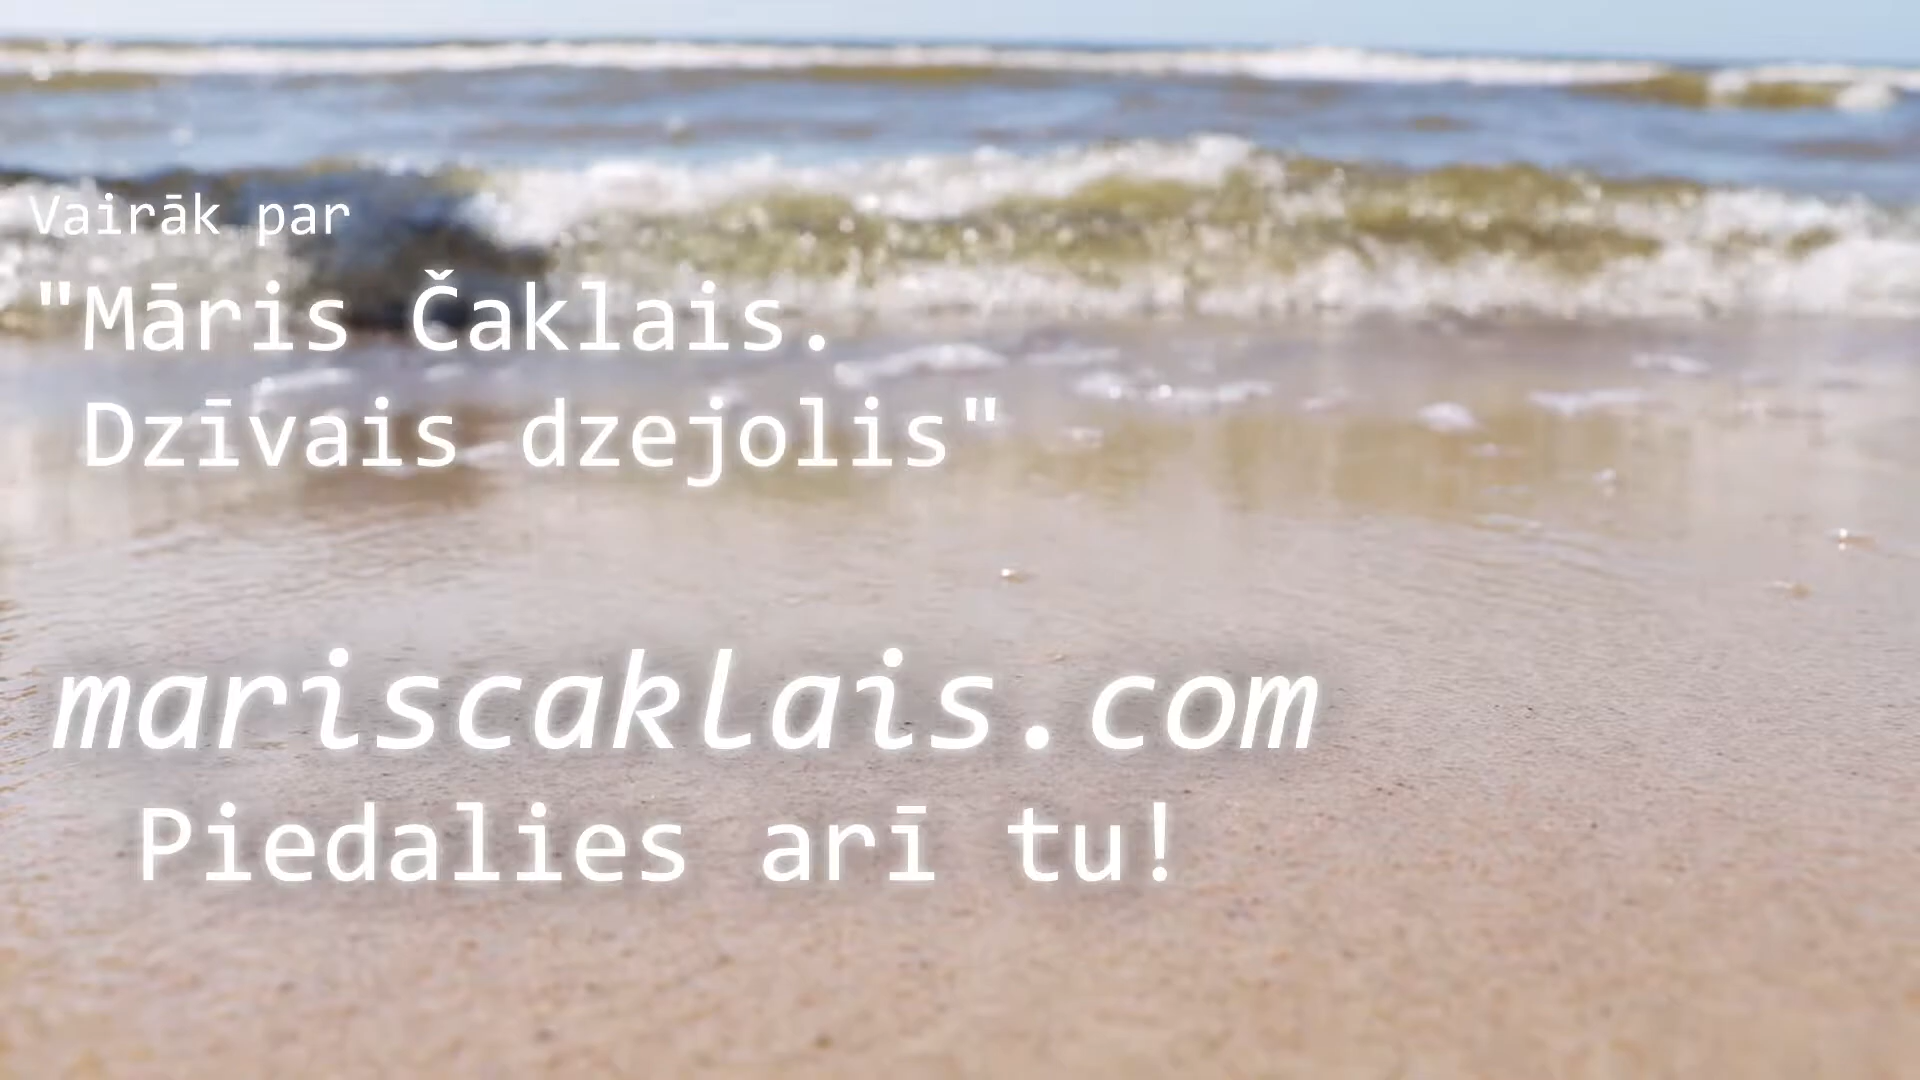 Vairāk par
"Māris Čaklais.
Dzīvais dzejolis"
mariscaklais.com
Piedalies arī tu!